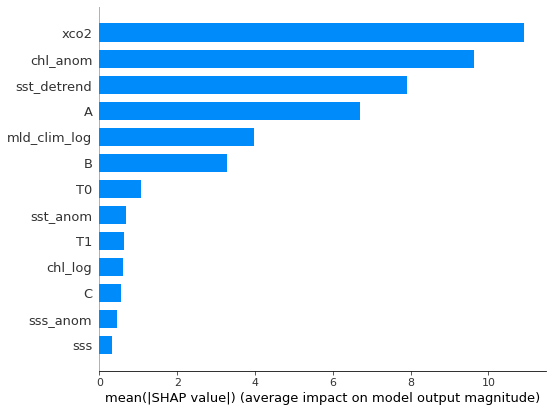 xco2
chl_anom
sst_detrend
A
mld_clim_log
B
T0
sst_anom
T1
chl_log
C
sss_anom
sss
0 2 4 6 8 10
mean(|SHAP value|) (average impact on model output magnitude)